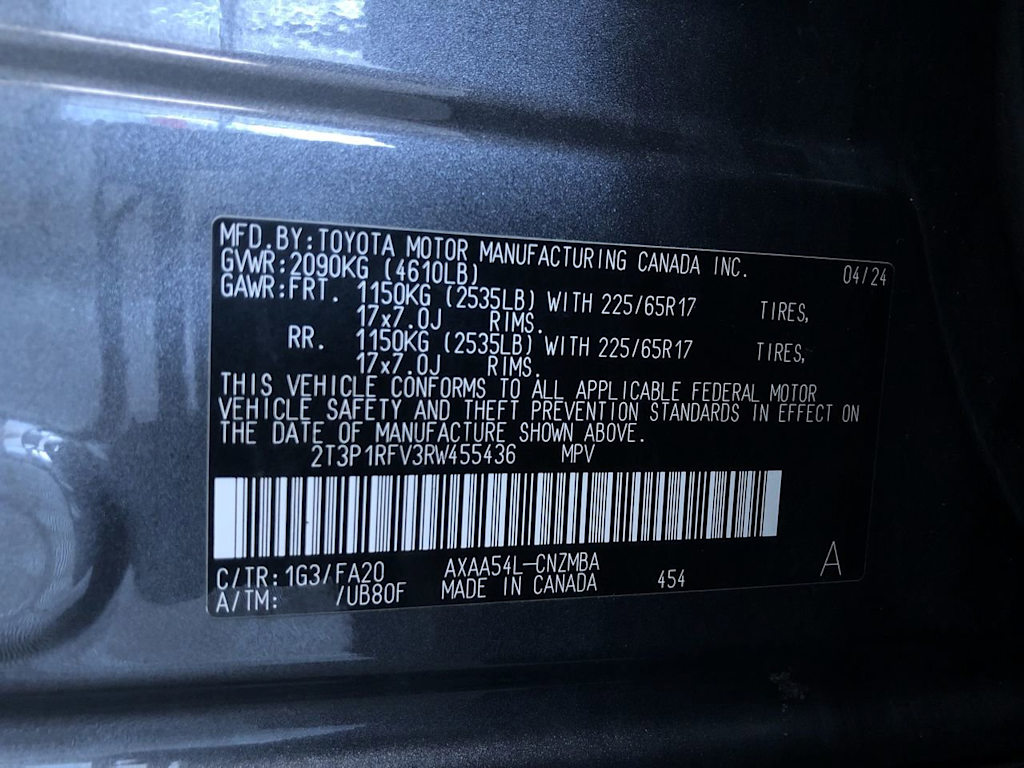 MFD.BY:TOYOTA MOTOR MANUFACTURING CANADA INC.
GVWR:2090KG (4610LB) 04/24
GAWR:FRT. 1150KG (2535LB) WITH 225/65R17 TIRES,
17x7.0J RIMS.
RR. 1150KG (2535LB) WITH 225/65R17 TIRES,
17x7.0J RIMS.
THIS VEHICLE CONFORMS TO ALL APPLICABLE FEDERAL MOTOR
VEHICLE SAFETY AND THEFT PREVENTION STANDARDS IN EFFECT ON
THE DATE OF MANUFACTURE SHOWN ABOVE.
2T3P1RFV3RW455436 MPV
C/TR:1G3/FA20 AXAA54L-CNZMBA
A/TM: /UB80F MADE IN CANADA 454 A